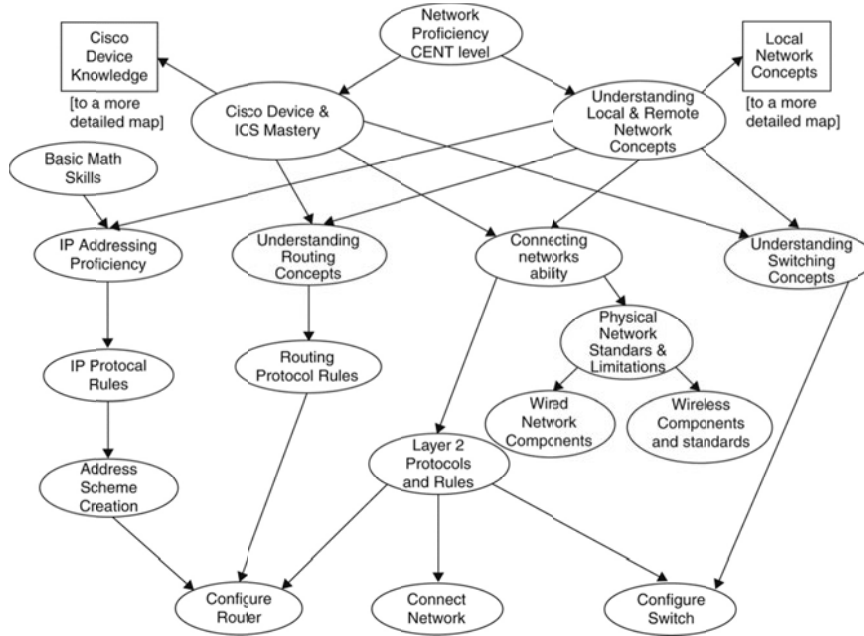 Network
Proficiency
CENT level
Cisco
Device
Knowledge
[to a more
detailed map]
Local
Network
Concepts
[to a more
detailed map]
Cisco Device &
ICS Mastery
Understanding
Local & Remote
Network
Concepts
Basic Math
Skills
IP Addressing
Proficiency
Understanding
Routing
Concepts
Connecting
networks
abilty
Understanding
Switching
Concepts
Physical
Network
Standars &
Limitations
IP Protocal
Rules
Routing
Protocol Rules
Wired
Network
Compconents
Wireless
Components
and standards
Layer 2
Protocols
and Rules
Address
Scheme
Creation
Configure
Router
Connect
Network
Configure
Switch